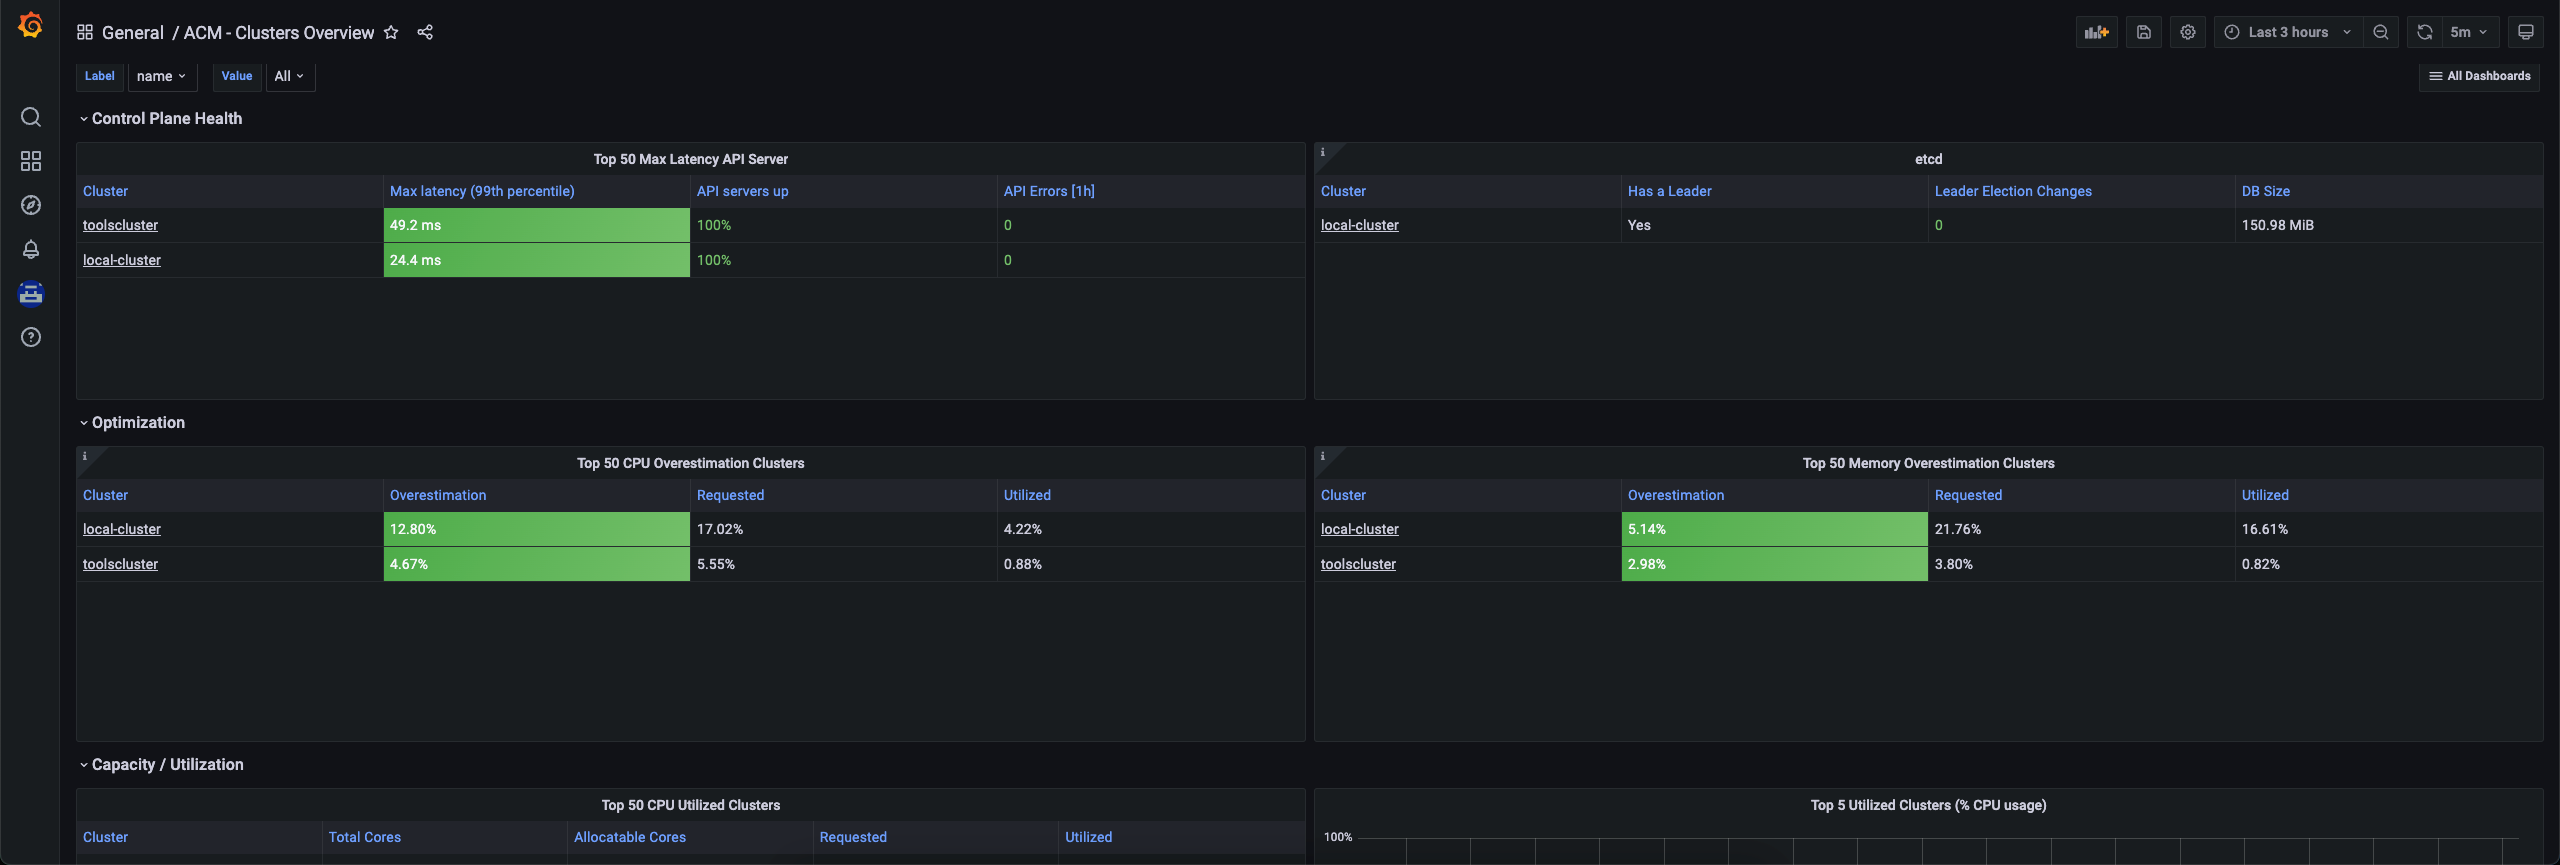 General / ACM - Clusters Overview
Last 3 hours
5m
Label name Value All
All Dashboards
Control Plane Health
Top 50 Max Latency API Server
Cluster Max latency (99th percentile) API servers up API Errors [1h]
toolscluster 49.2 ms 100% 0
local-cluster 24.4 ms 100% 0
i
etcd
Cluster Has a Leader Leader Election Changes DB Size
local-cluster Yes 0 150.98 MiB
Optimization
i
Top 50 CPU Overestimation Clusters
Cluster Overestimation Requested Utilized
local-cluster 12.80% 17.02% 4.22%
toolscluster 4.67% 5.55% 0.88%
i
Top 50 Memory Overestimation Clusters
Cluster Overestimation Requested Utilized
local-cluster 5.14% 21.76% 16.61%
toolscluster 2.98% 3.80% 0.82%
Capacity / Utilization
Top 50 CPU Utilized Clusters
Cluster Total Cores Allocatable Cores Requested Utilized
Top 5 Utilized Clusters (% CPU usage)
100%